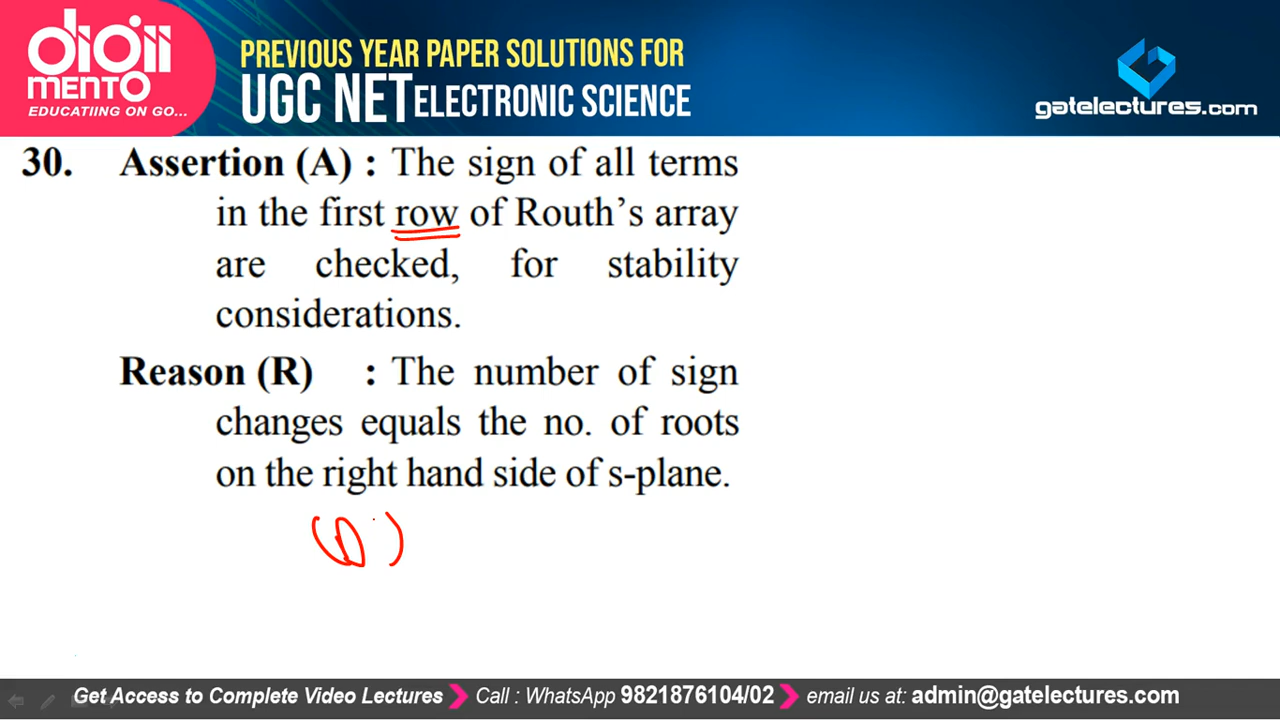 digii
MENTO
EDUCATIING ON GO...
PREVIOUS YEAR PAPER SOLUTIONS FOR
UGC NET ELECTRONIC SCIENCE
gatelectures.com
30. Assertion (A) : The sign of all terms
in the first row of Routh's array
are checked, for stability
considerations.
Reason (R) : The number of sign
changes equals the no. of roots
on the right hand side of s-plane.
(D)
Get Access to Complete Video Lectures Call : WhatsApp 9821876104/02 email us at: admin@gatelectures.com